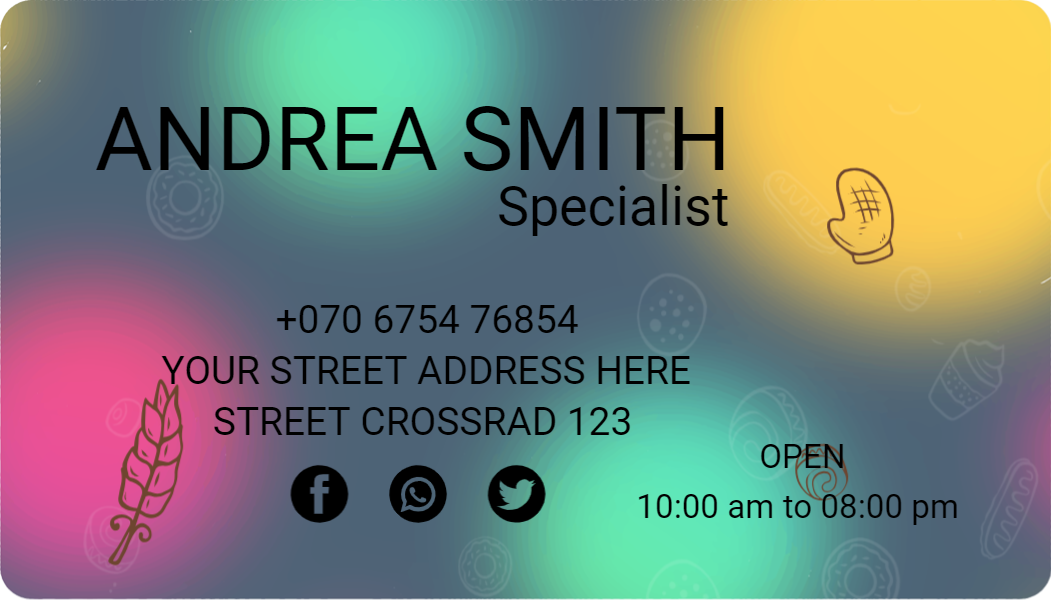 ANDREA SMITH
Specialist
+070 6754 76854
YOUR STREET ADDRESS HERE
STREET CROSSRAD 123
OPEN
10:00 am to 08:00 pm